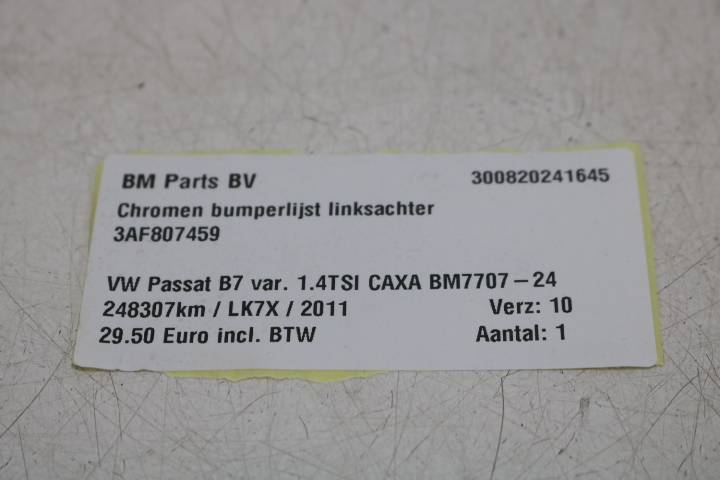 BM Parts BV 300820241645
Chromen bumperlijst linksachter
3AF807459
VW Passat B7 var. 1.4TSI CAXA BM7707-24
248307km / LK7X / 2011 Verz: 10
29.50 Euro incl. BTW Aantal: 1